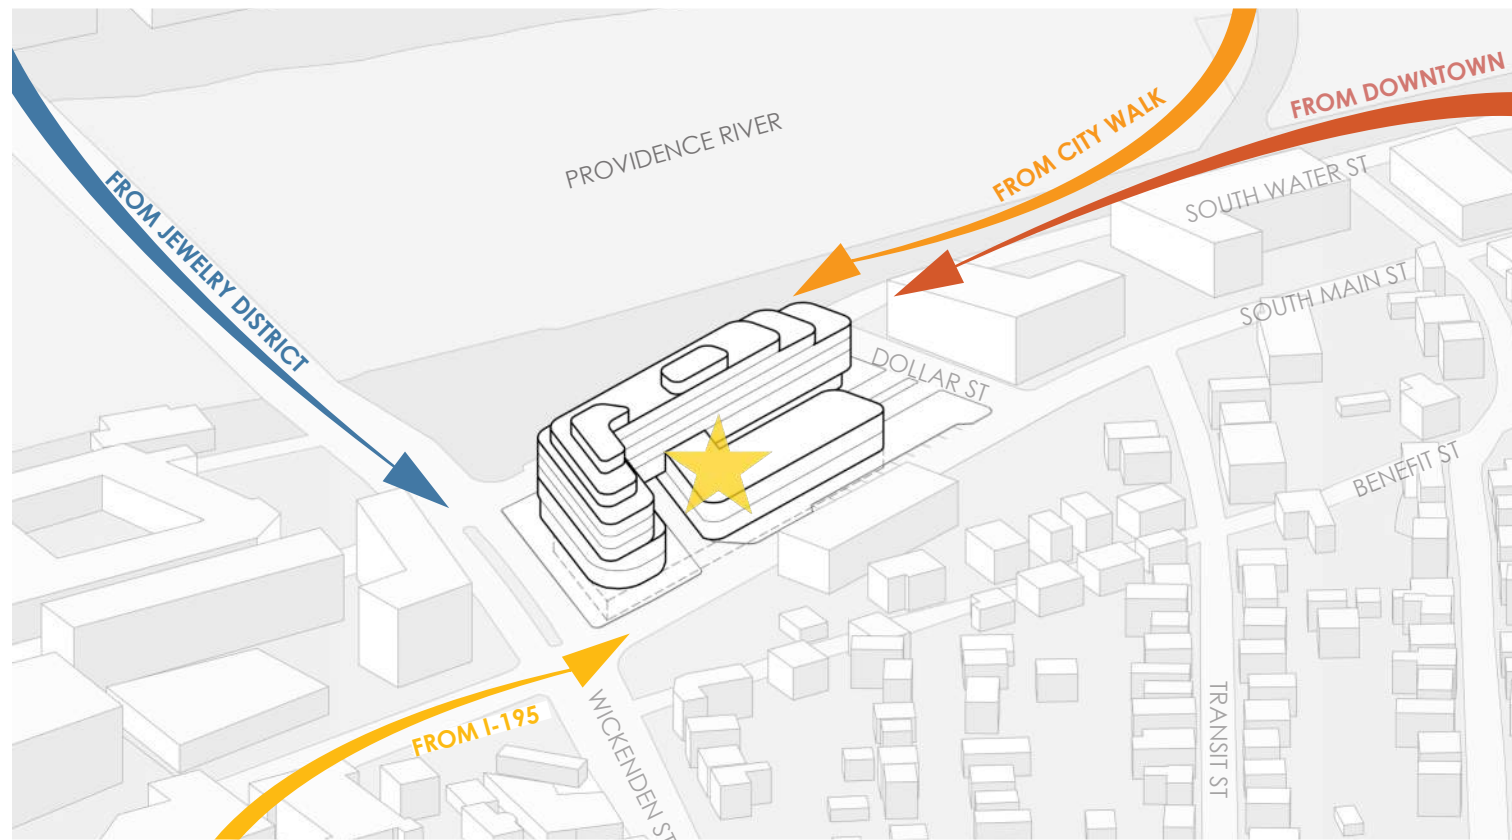 FROM DOWNTOWN
FROM CITY WALK
PROVIDENCE RIVER
SOUTH WATER ST
FROM JEWELRY DISTRICT
SOUTH MAIN ST
DOLLAR ST
BENEFIT ST
FROM I-195
WICKENDEN ST
TRANSIT ST